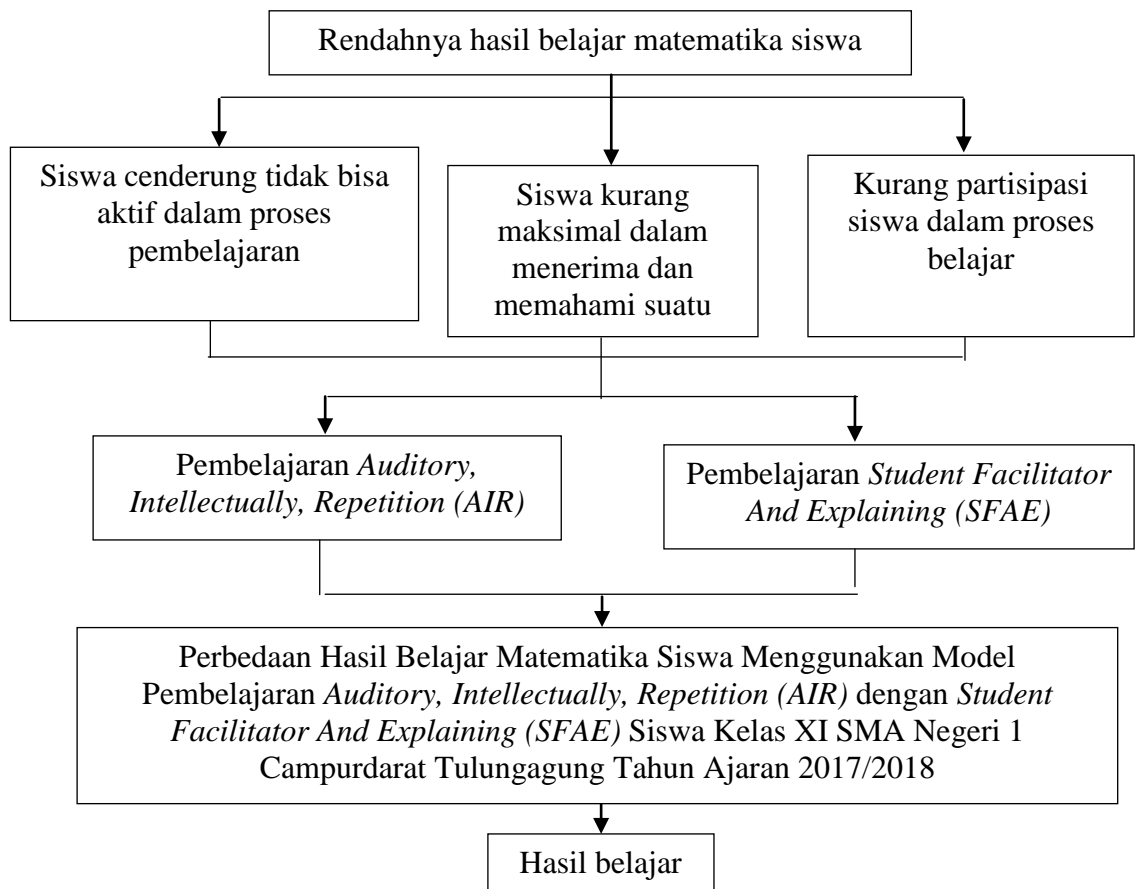 Rendahnya hasil belajar matematika siswa
Siswa cenderung tidak bisa
aktif dalam proses
pembelajaran
Siswa kurang
maksimal dalam
menerima dan
memahami suatu
Kurang partisipasi
siswa dalam proses
belajar
Pembelajaran Auditory,
Intellectually, Repetition (AIR)
Pembelajaran Student Facilitator
And Explaining (SFAE)
Perbedaan Hasil Belajar Matematika Siswa Menggunakan Model
Pembelajaran Auditory, Intellectually, Repetition (AIR) dengan Student
Facilitator And Explaining (SFAE) Siswa Kelas XI SMA Negeri 1
Campurdarat Tulungagung Tahun Ajaran 2017/2018
Hasil belajar